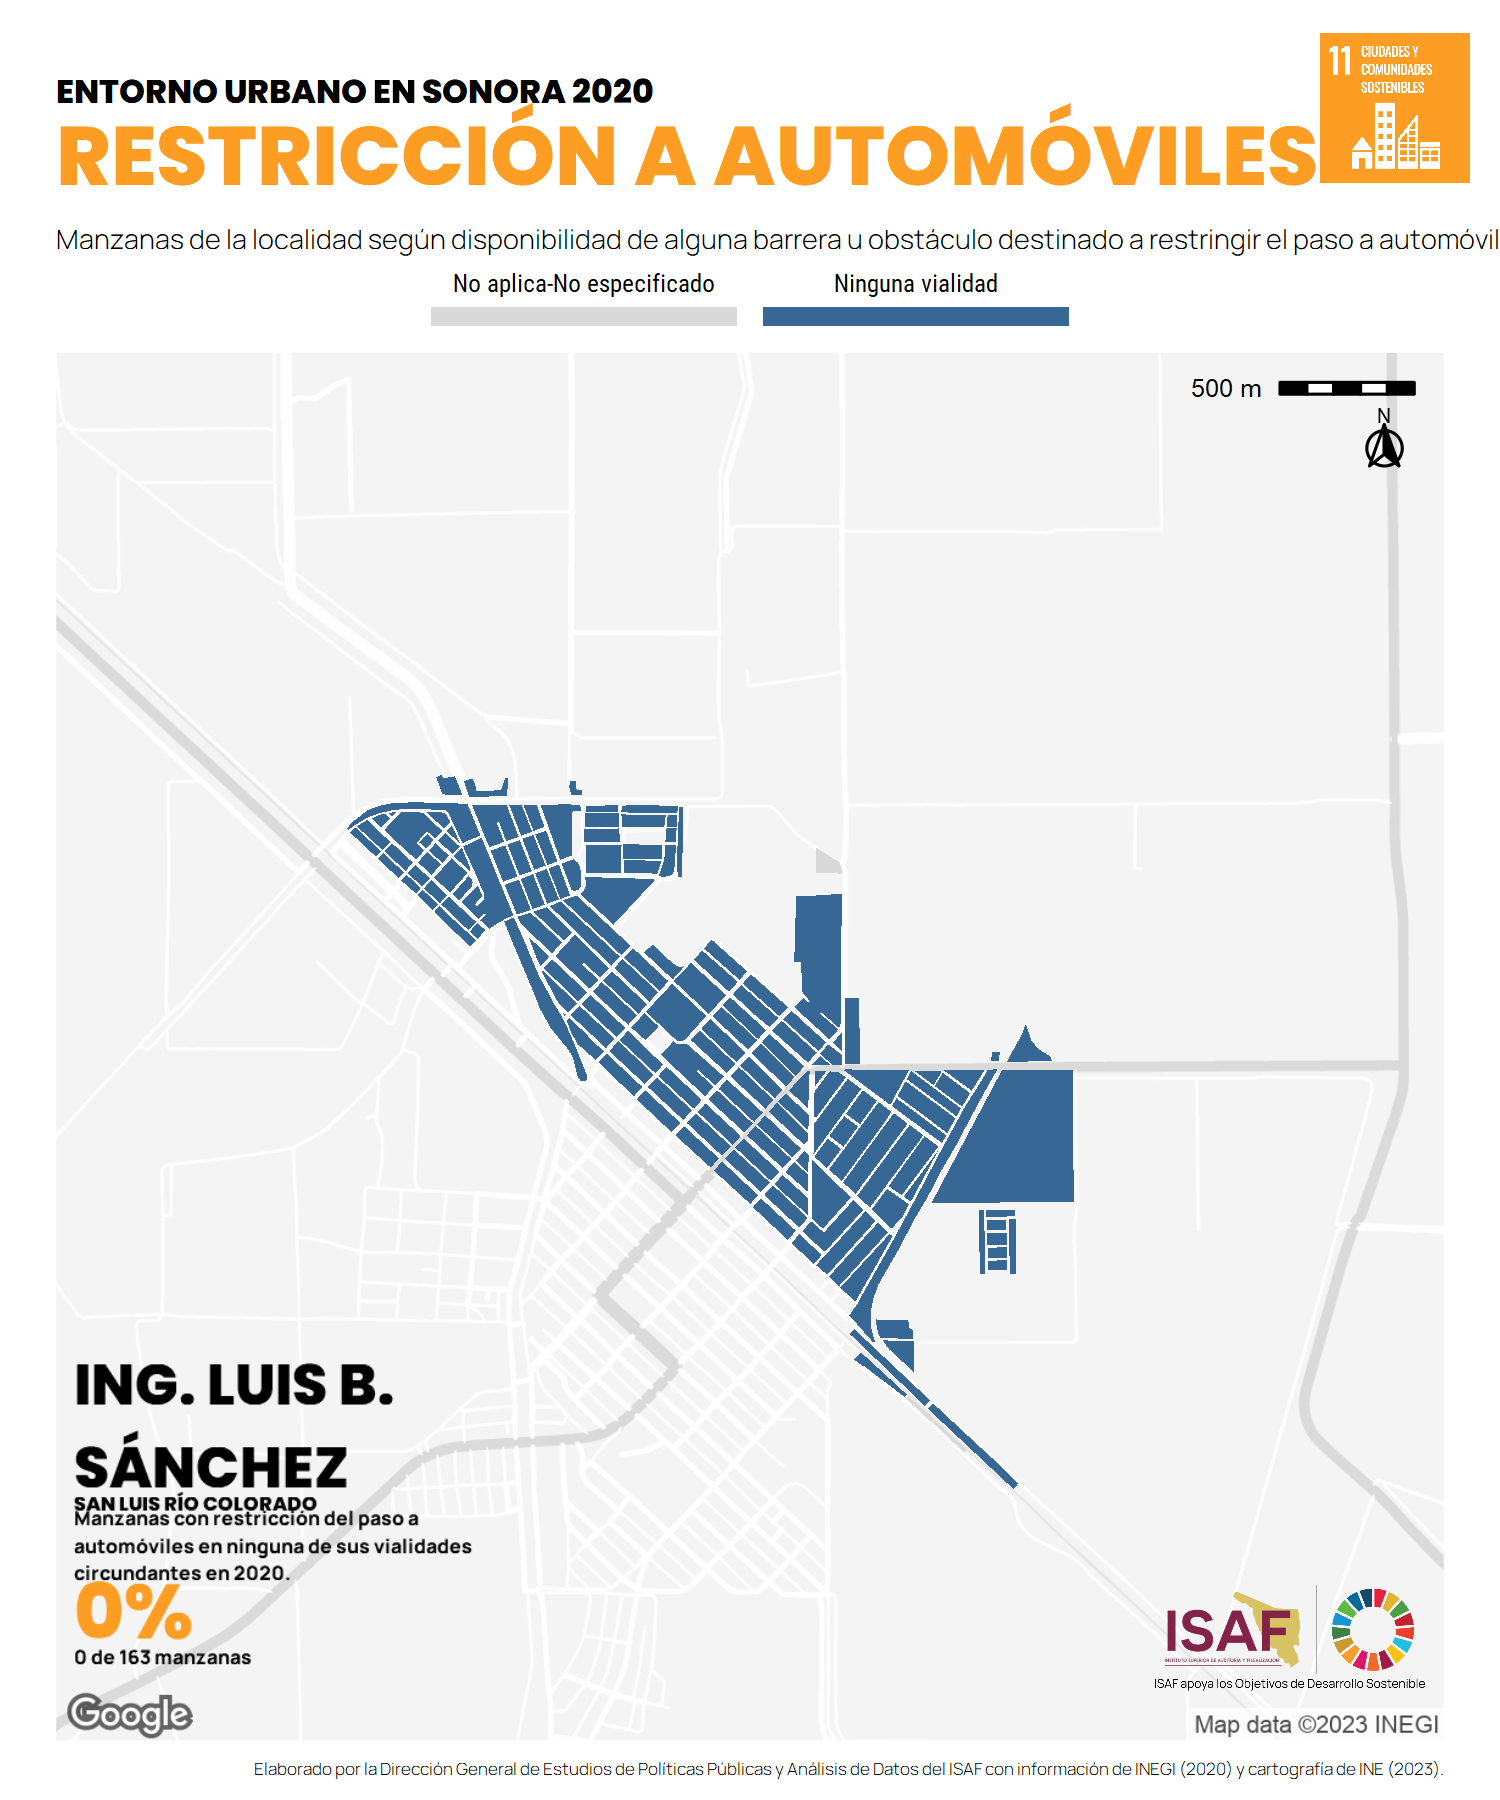 11 CIUDADES Y
COMUNIDADES
SOSTENIBLES
ENTORNO URBANO EN SONORA 2020
RESTRICCIÓN A AUTOMÓVILES
Manzanas de la localidad según disponibilidad de alguna barrera u obstáculo destinado a restringir el paso a automóvil
No aplica-No especificado
Ninguna vialidad
500 m
N
ING. LUIS B.
SÁNCHEZ
SAN LUIS RÍO COLORADO
Manzanas con restricción del paso a
automóviles en ninguna de sus vialidades
circundantes en 2020.
0%
0 de 163 manzanas
Google
ISAF
INSTITUTO SUPERIOR DE AUDITORÍA Y FISCALIZACIÓN
ISAF apoya los Objetivos de Desarrollo Sostenible
Map data ©2023 INEGI
Elaborado por la Dirección General de Estudios de Políticas Públicas y Análisis de Datos del ISAF con información de INEGI (2020) y cartografía de INE (2023).